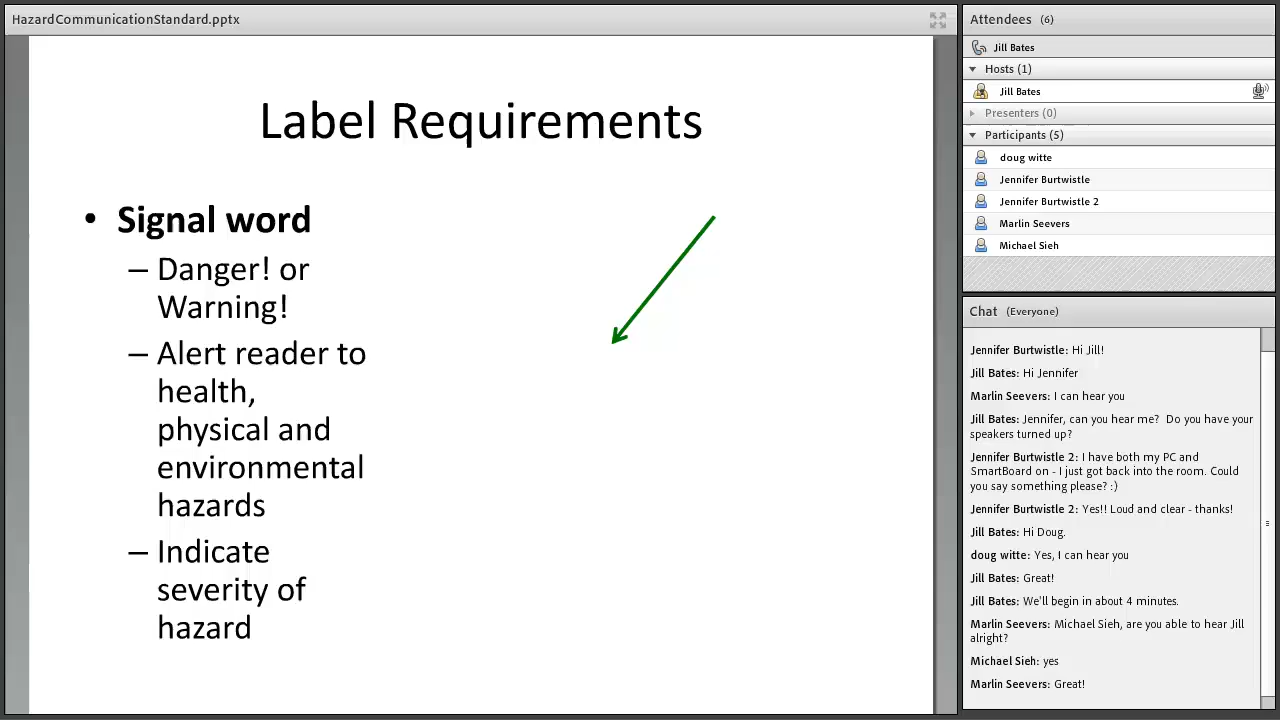 HazardCommunicationStandard.pptx
Label Requirements
• Signal word
– Danger! or
Warning!
– Alert reader to
health,
physical and
environmental
hazards
– Indicate
severity of
hazard
Attendees (6)
Jill Bates
Hosts (1)
Jill Bates
Presenters (0)
Participants (5)
doug witte
Jennifer Burtwistle
Jennifer Burtwistle 2
Marlin Seevers
Michael Sieh
Chat (Everyone)
Jennifer Burtwistle: Hi Jill!
Jill Bates: Hi Jennifer
Marlin Seevers: I can hear you
Jill Bates: Jennifer, can you hear me? Do you have your
speakers turned up?
Jennifer Burtwistle 2: I have both my PC and
SmartBoard on - I just got back into the room. Could
you say something please? :)
Jennifer Burtwistle 2: Yes!! Loud and clear - thanks!
Jill Bates: Hi Doug.
doug witte: Yes, I can hear you
Jill Bates: Great!
Jill Bates: We'll begin in about 4 minutes.
Marlin Seevers: Michael Sieh, are you able to hear Jill
alright?
Michael Sieh: yes
Marlin Seevers: Great!